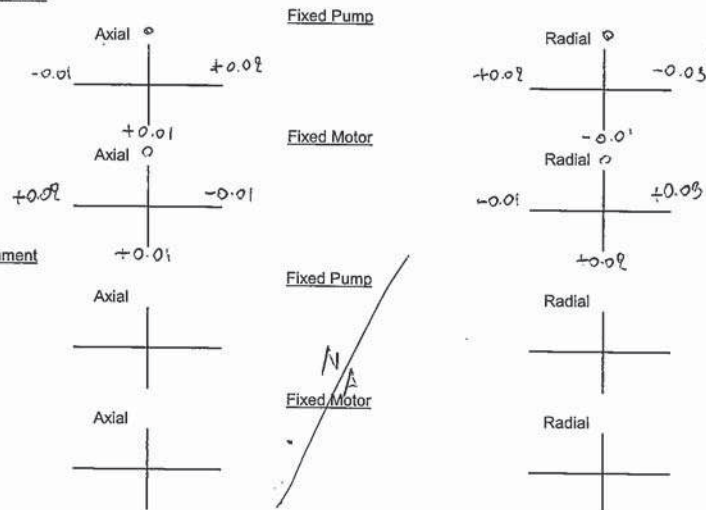 Fixed Pump
Axial 0 Radial 0
-0.01 +0.02 +0.02 -0.03
+0.01 -0.01
Fixed Motor
Axial 0 Radial 0
+0.02 -0.01 -0.01 +0.03
+0.01 +0.02
Fixed Pump
Axial Radial
NA
Fixed Motor
Axial Radial